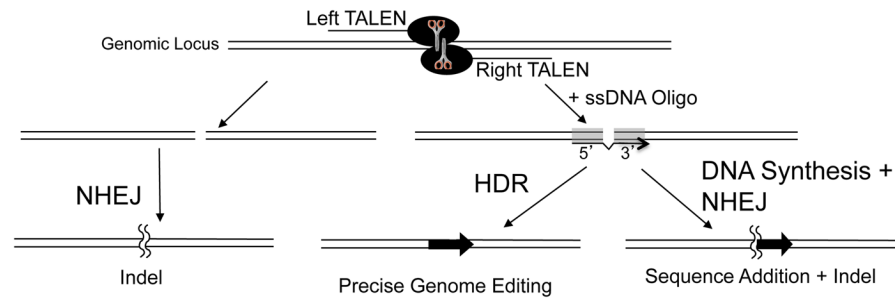 Left TALEN
Genomic Locus
Right TALEN
+ ssDNA Oligo
5' 3'
NHEJ
HDR
DNA Synthesis +
NHEJ
Indel
Precise Genome Editing
Sequence Addition + Indel